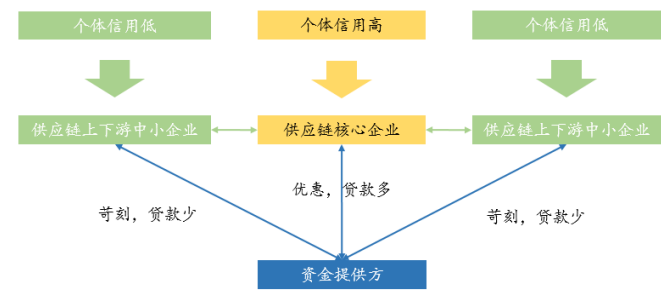 个体信用低
个体信用高
个体信用低
供应链上下游中小企业
供应链核心企业
供应链上下游中小企业
优惠，贷款多
苛刻，贷款少
苛刻，贷款少
资金提供方